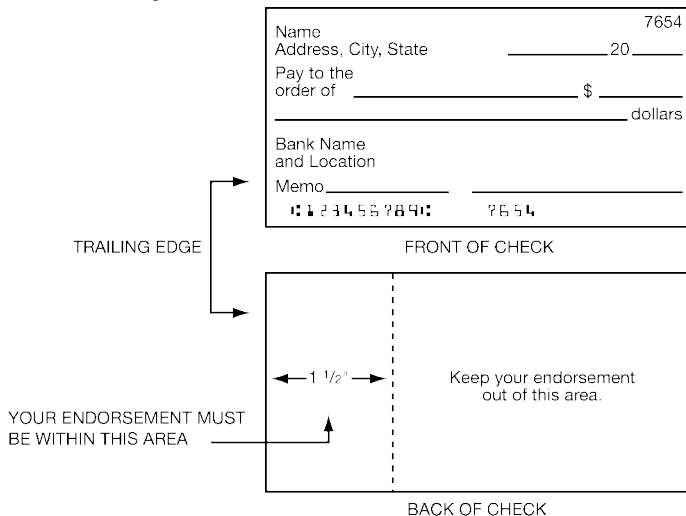 7654
Name
Address, City, State 20
Pay to the
order of $
dollars
Bank Name
and Location
Memo
⑆123456789⑆ 7654
TRAILING EDGE
FRONT OF CHECK
1 1/2"
Keep your endorsement
out of this area.
YOUR ENDORSEMENT MUST
BE WITHIN THIS AREA
BACK OF CHECK